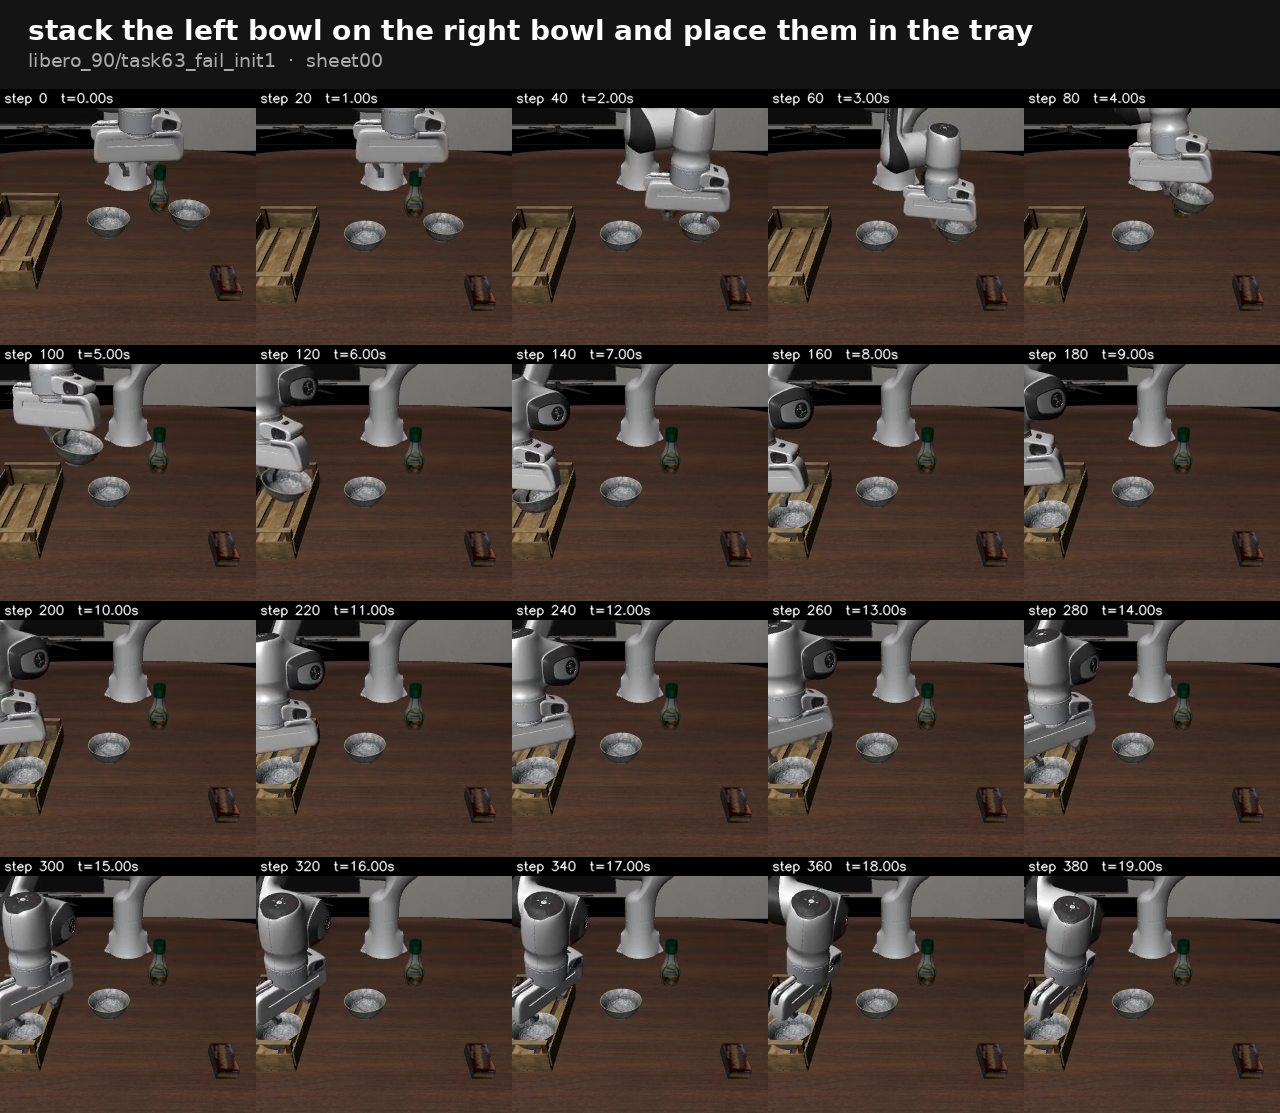 stack the left bowl on the right bowl and place them in the tray
libero_90/task63_fail_init1 · sheet00
step 0 t=0.00s
step 20 t=1.00s
step 40 t=2.00s
step 60 t=3.00s
step 80 t=4.00s
step 100 t=5.00s
step 120 t=6.00s
step 140 t=7.00s
step 160 t=8.00s
step 180 t=9.00s
step 200 t=10.00s
step 220 t=11.00s
step 240 t=12.00s
step 260 t=13.00s
step 280 t=14.00s
step 300 t=15.00s
step 320 t=16.00s
step 340 t=17.00s
step 360 t=18.00s
step 380 t=19.00s